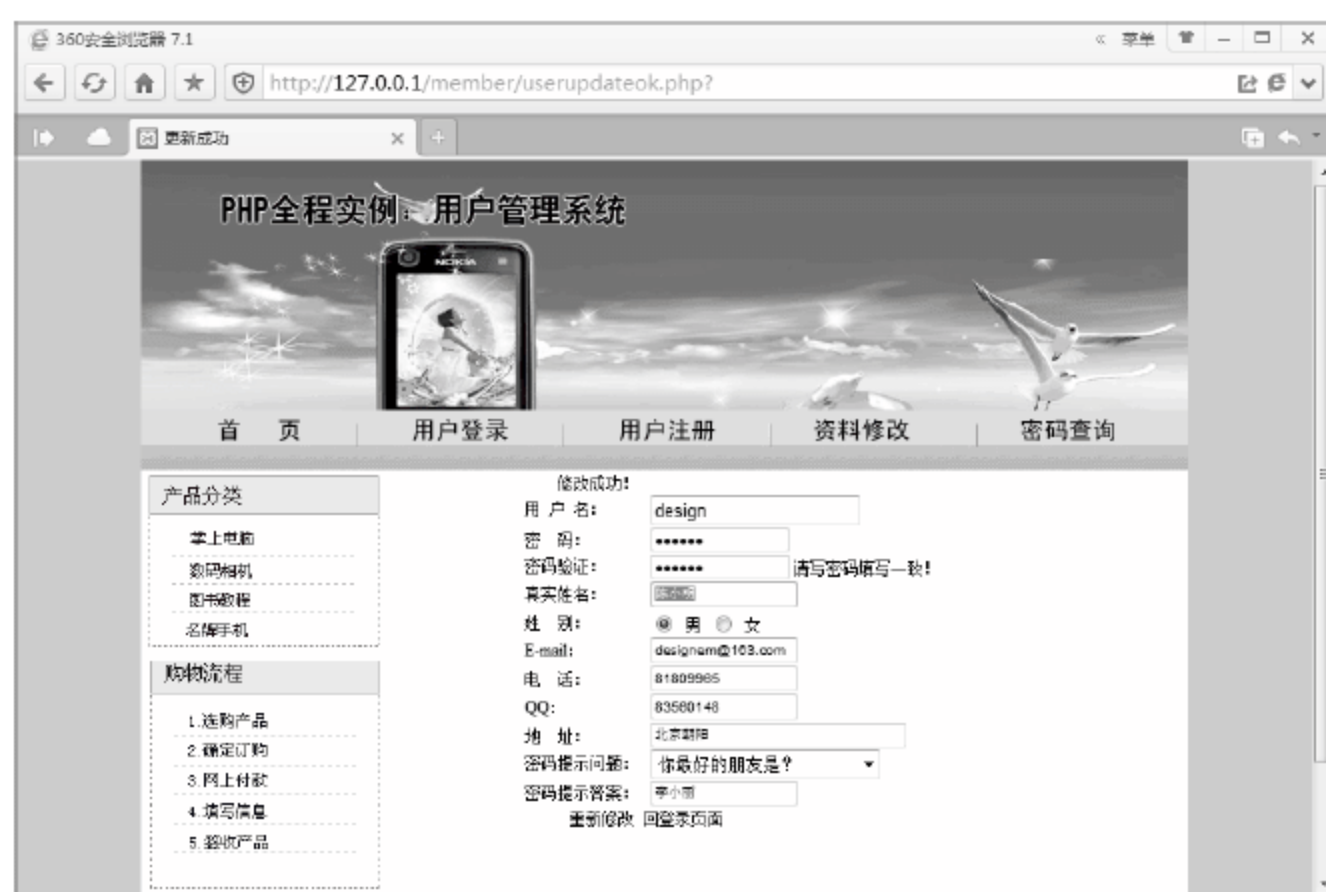 360安全浏览器 7.1
« 菜单
http://127.0.0.1/member/userupdateok.php?
更新成功
PHP全程实例：用户管理系统
NOKIA
首 页 用户登录 用户注册 资料修改 密码查询
产品分类
掌上电脑
数码相机
图书教程
名牌手机
购物流程
1.选购产品
2.确定订购
3.网上付款
4.填写信息
5.验收产品
修改成功!
用 户 名: design
密 码: ••••••
密码验证: •••••• 请写密码填写一致!
真实姓名:
姓 别: 男 女
E-mail: designem@163.com
电 话: 81809965
QQ: 83560148
地 址: 北京朝阳
密码提示问题: 你最好的朋友是?
密码提示答案: 李小丽
重新修改 回登录页面